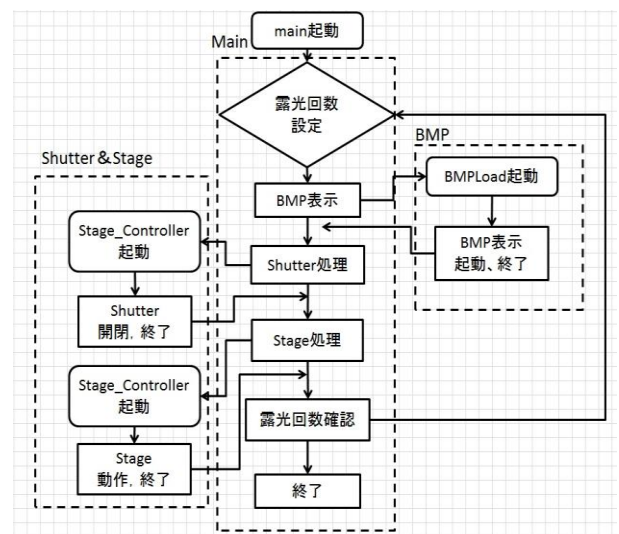 main起動
Main
露光回数
設定
BMP
Shutter&Stage
BMPLoad起動
BMP表示
Stage_Controller
起動
BMP表示
起動、終了
Shutter処理
Shutter
開閉, 終了
Stage処理
Stage_Controller
起動
露光回数確認
Stage
動作, 終了
終了